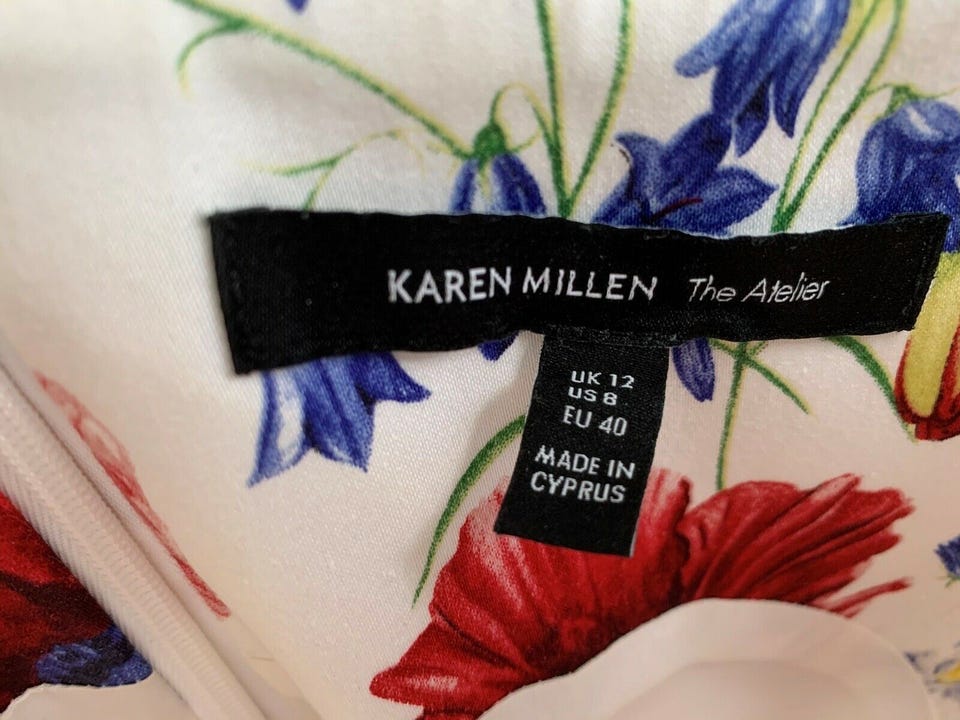 KAREN MILLEN The Atelier
UK 12
US 8
EU 40
MADE IN
CYPRUS